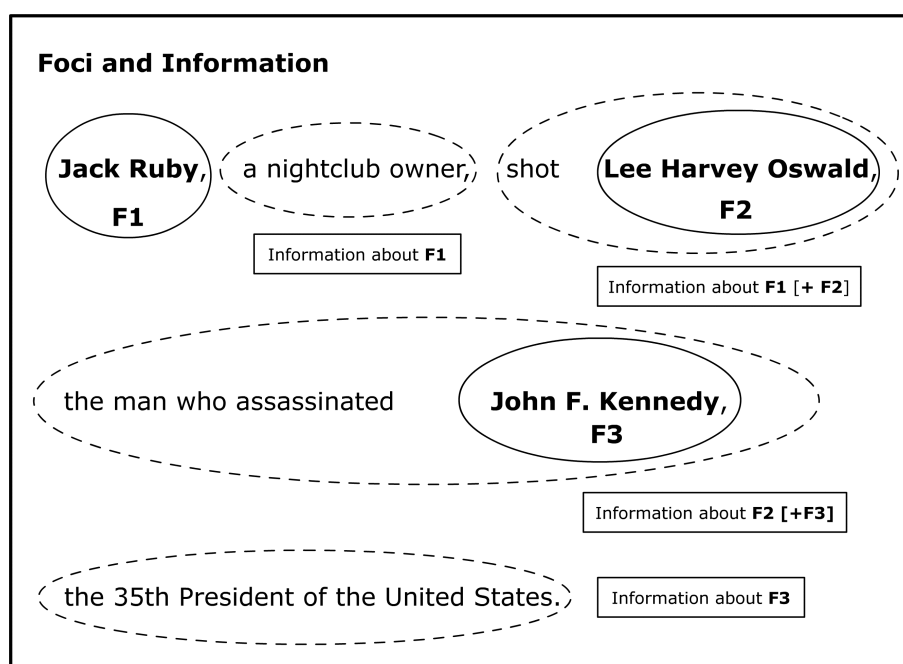 Foci and Information
Jack Ruby, a nightclub owner, shot Lee Harvey Oswald,
F1 F2
Information about F1
Information about F1 [+ F2]
the man who assassinated John F. Kennedy,
F3
Information about F2 [+F3]
the 35th President of the United States. Information about F3